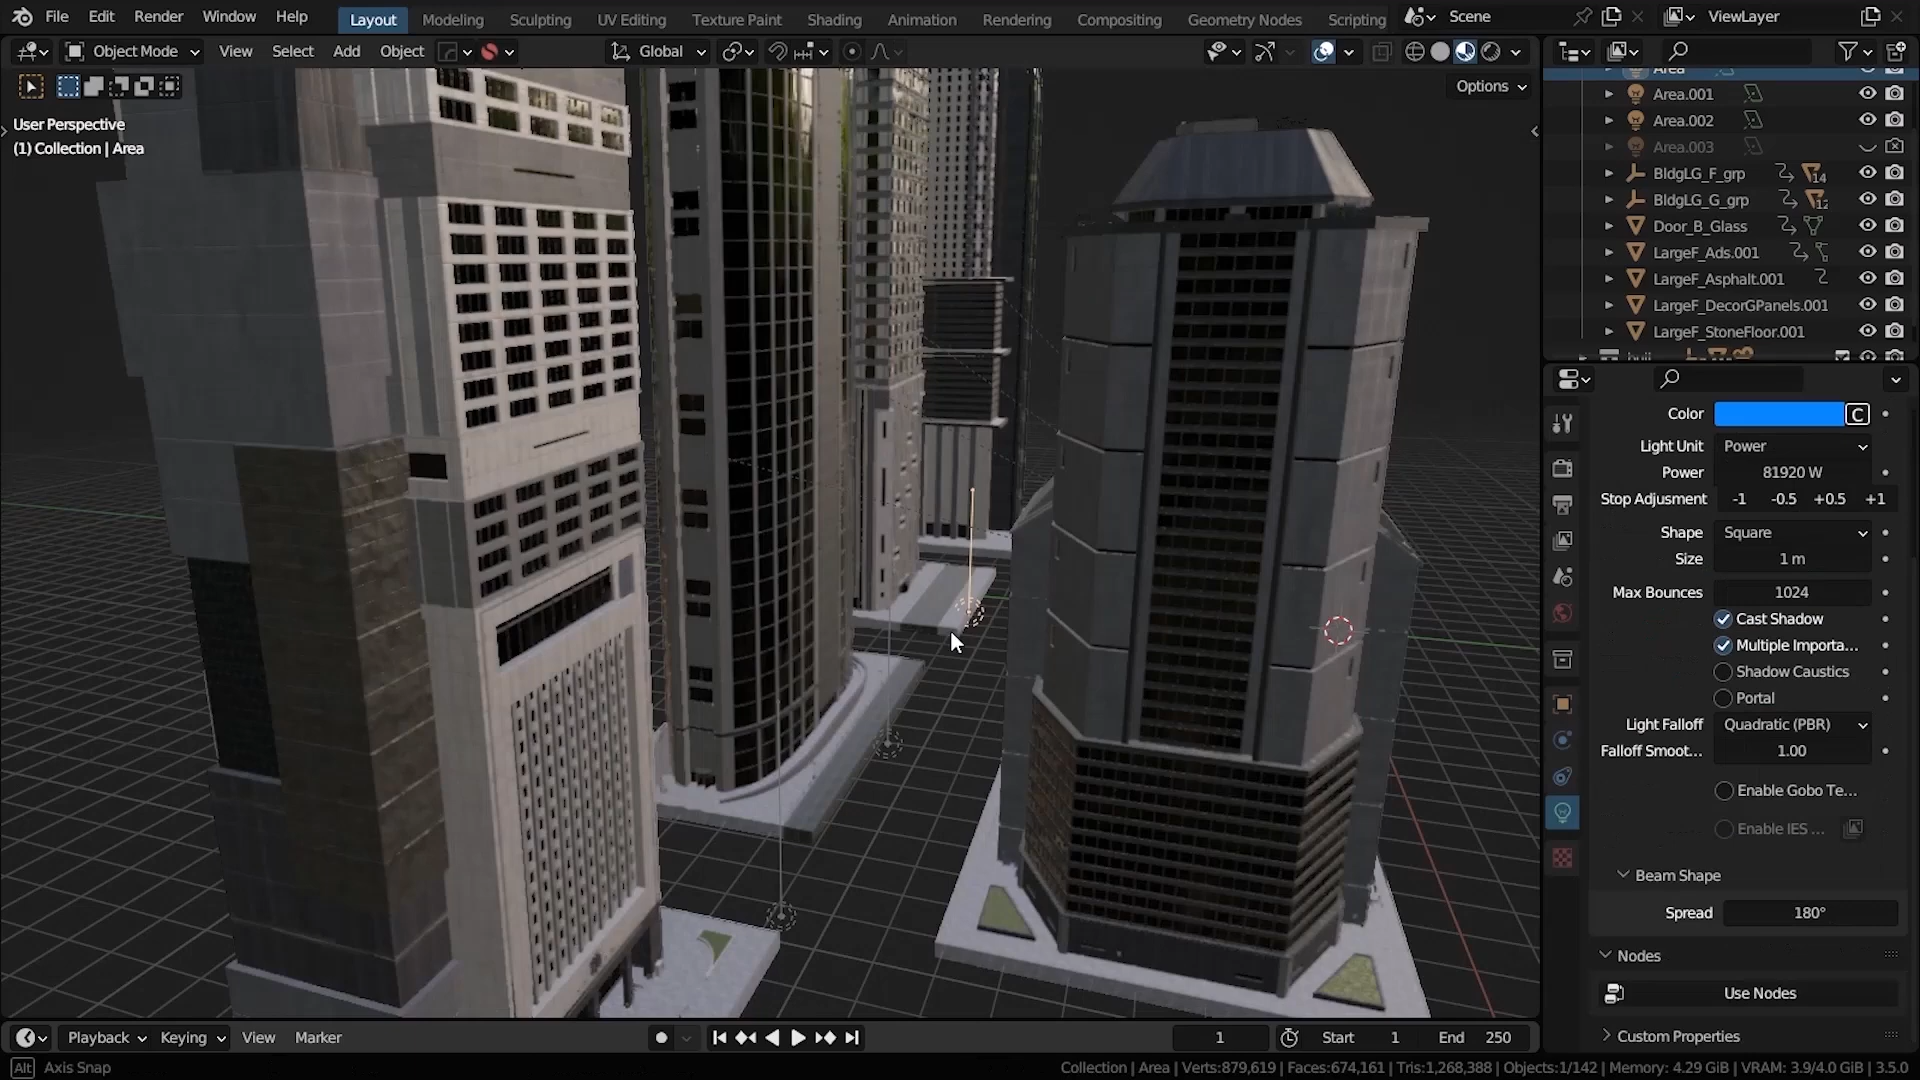 File Edit Render Window Help
Layout Modeling Sculpting UV Editing Texture Paint Shading Animation Rendering Compositing Geometry Nodes Scripting
Scene
ViewLayer
Object Mode View Select Add Object
Global
Options
User Perspective
(1) Collection | Area
Area
Area.001
Area.002
Area.003
BldgLG_F_grp 14
BldgLG_G_grp 12
Door_B_Glass
LargeF_Ads.001
LargeF_Asphalt.001
LargeF_DecorGPanels.001
LargeF_StoneFloor.001
Color C
Light Unit Power
Power 81920 W
Stop Adjusment -1 -0.5 +0.5 +1
Shape Square
Size 1 m
Max Bounces 1024
Cast Shadow
Multiple Importa...
Shadow Caustics
Portal
Light Falloff Quadratic (PBR)
Falloff Smoot... 1.00
Enable Gobo Te...
Enable IES ...
Beam Shape
Spread 180°
Nodes
Use Nodes
Custom Properties
Playback Keying View Marker
1 Start 1 End 250
Alt Axis Snap
Collection | Area | Verts:879,619 | Faces:674,161 | Tris:1,268,388 | Objects:1/142 | Memory: 4.29 GiB | VRAM: 3.9/4.0 GiB | 3.5.0